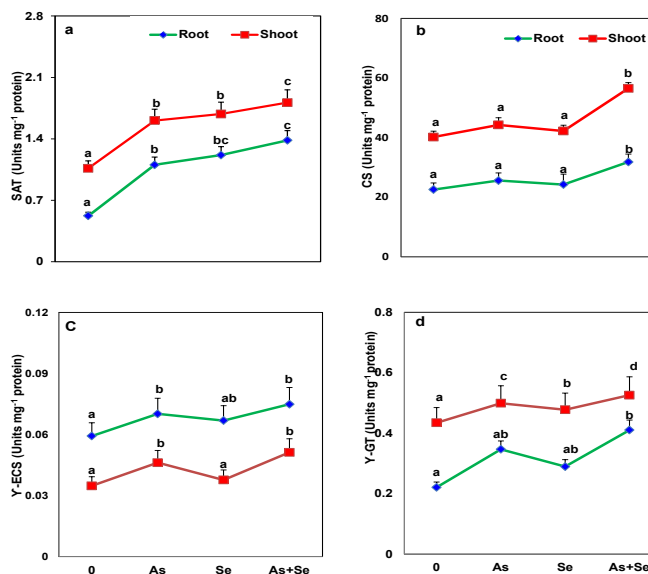 a
Root
Shoot
SAT (Units mg-1 protein)
2.8
2.1
1.4
0.7
0
a
b
b
c
a
b
bc
c
b
Root
Shoot
CS (Units mg-1 protein)
80
60
40
20
0
a
a
a
b
a
a
a
b
C
Υ-ECS (Units mg-1 protein)
0.12
0.09
0.06
0.03
0
a
b
ab
b
a
b
a
b
0 As Se As+Se
d
Υ-GT (Units mg-1 protein)
0.8
0.6
0.4
0.2
0
a
c
b
d
a
ab
ab
b
0 As Se As+Se